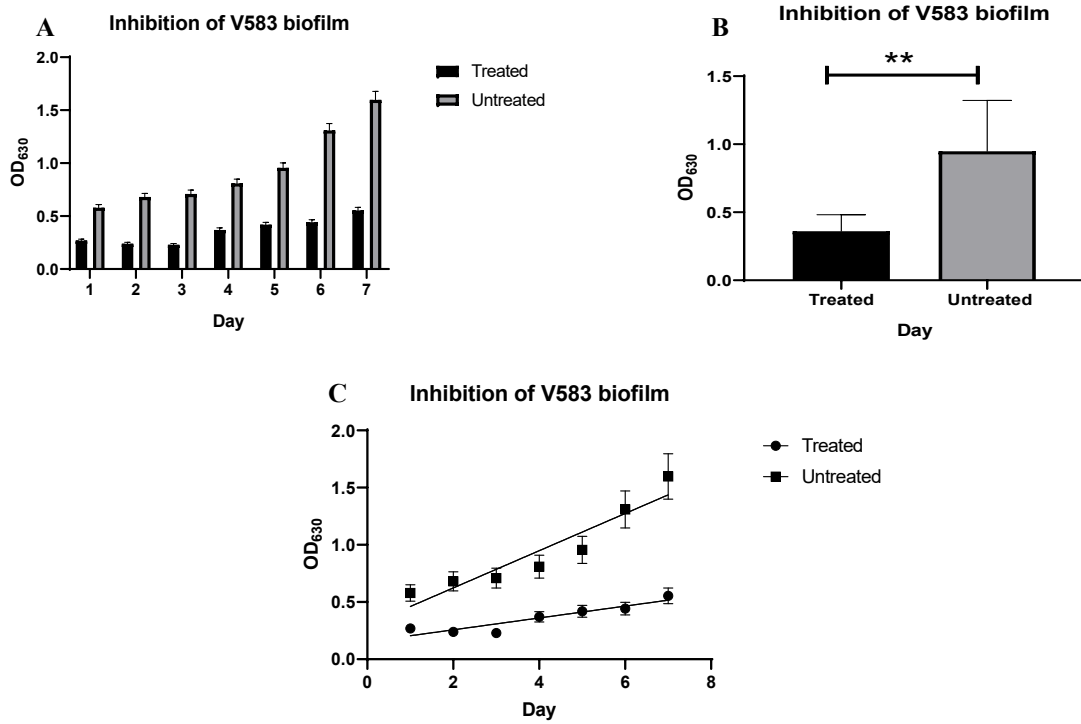 A
Inhibition of V583 biofilm
2.0
1.5
1.0
0.5
0.0
OD630
1 2 3 4 5 6 7
Day
Treated
Untreated
B
Inhibition of V583 biofilm
**
1.5
1.0
0.5
0.0
OD630
Treated Untreated
Day
C
Inhibition of V583 biofilm
2.0
1.5
1.0
0.5
0.0
OD630
0 2 4 6 8
Day
Treated
Untreated